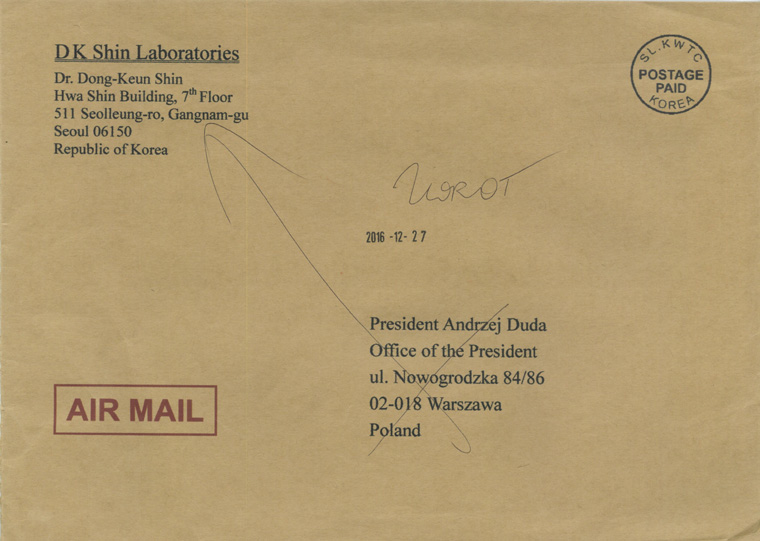 D K Shin Laboratories
Dr. Dong-Keun Shin
Hwa Shin Building, 7th Floor
511 Seolleung-ro, Gangnam-gu
Seoul 06150
Republic of Korea
SL.KWTC
POSTAGE
PAID
KOREA
ZWROT
2016 -12- 27
President Andrzej Duda
Office of the President
ul. Nowogrodzka 84/86
02-018 Warszawa
Poland
AIR MAIL